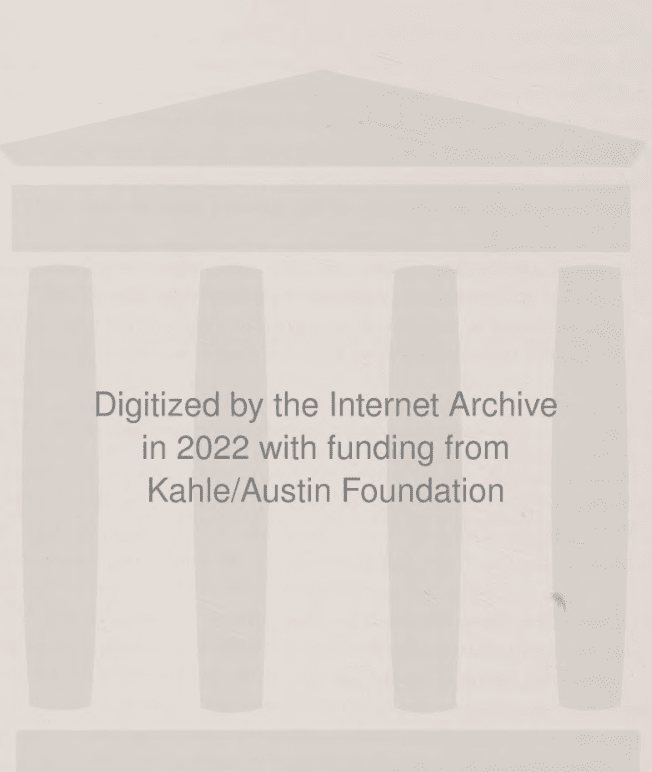 Digitized by the Internet Archive
in 2022 with funding from
Kahle/Austin Foundation